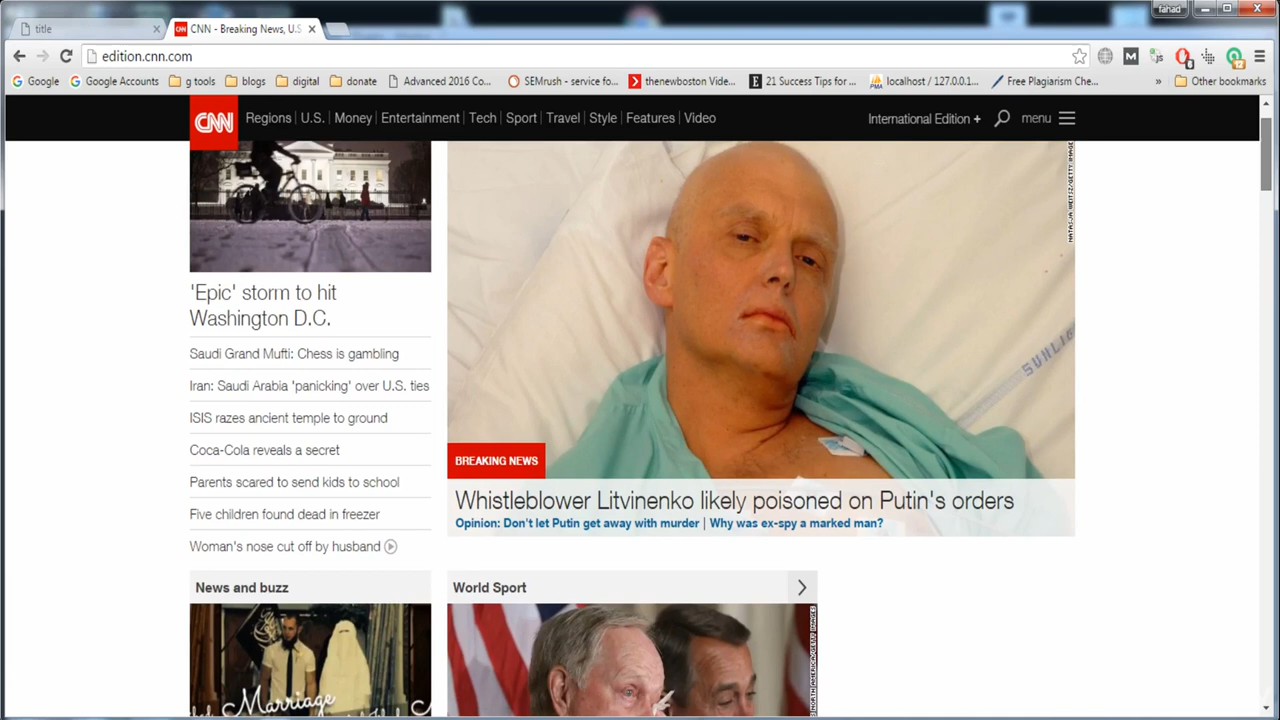 fahad
title
CNN - Breaking News, U.S
edition.cnn.com
Google
Google Accounts
g tools
blogs
digital
donate
Advanced 2016 Co...
SEMrush - service fo...
thenewboston Vide...
21 Success Tips for ...
localhost / 127.0.0.1...
Free Plagiarism Che...
»
Other bookmarks
CNN
Regions | U.S. | Money | Entertainment | Tech | Sport | Travel | Style | Features | Video
International Edition +
menu
'Epic' storm to hit
Washington D.C.
Saudi Grand Mufti: Chess is gambling
Iran: Saudi Arabia 'panicking' over U.S. ties
ISIS razes ancient temple to ground
Coca-Cola reveals a secret
Parents scared to send kids to school
Five children found dead in freezer
Woman's nose cut off by husband
BREAKING NEWS
Whistleblower Litvinenko likely poisoned on Putin's orders
Opinion: Don't let Putin get away with murder | Why was ex-spy a marked man?
News and buzz
World Sport
Marriage